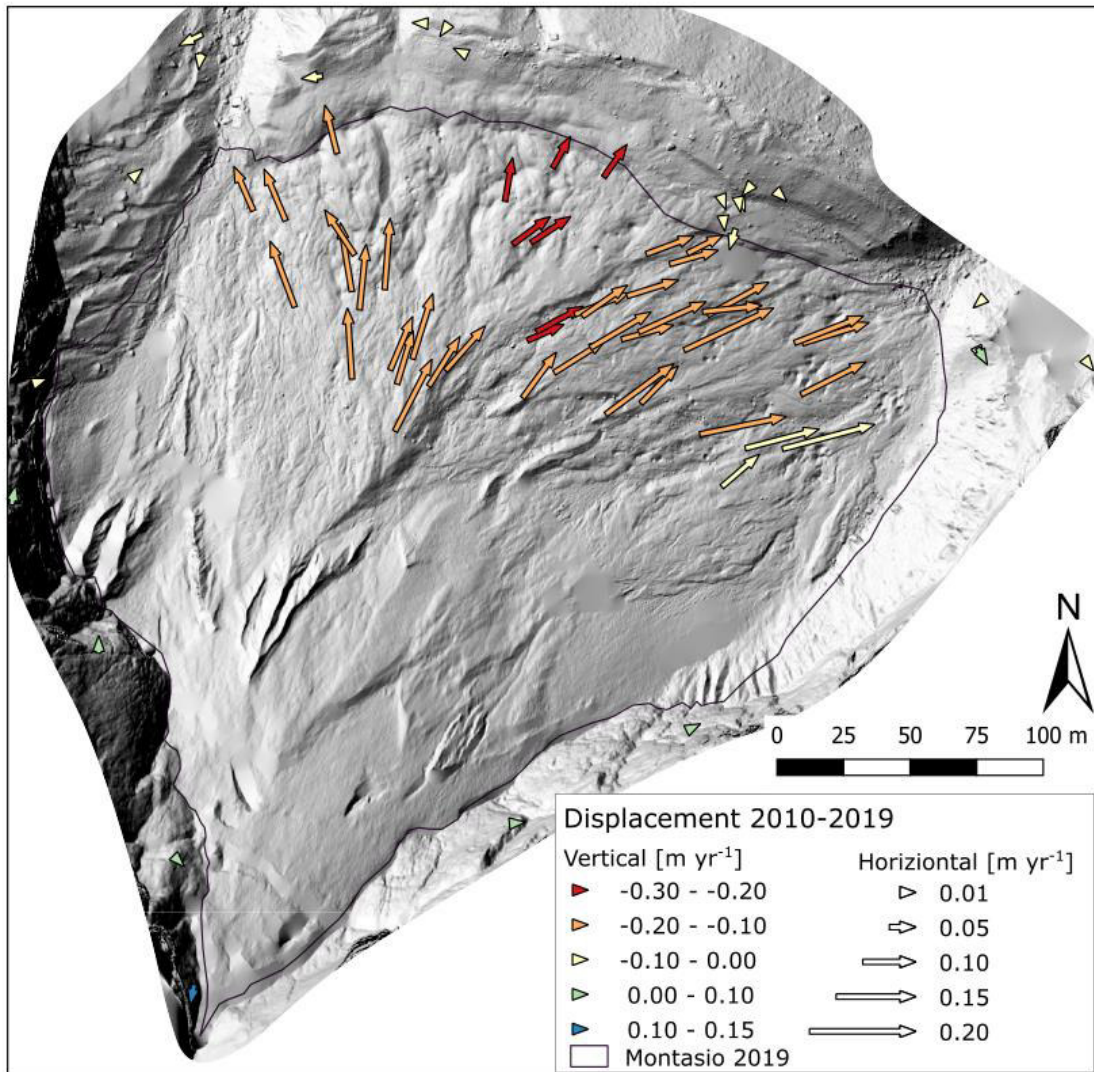 N
0 25 50 75 100 m
Displacement 2010-2019
Vertical [m yr⁻¹] Horiziontal [m yr⁻¹]
-0.30 - -0.20 0.01
-0.20 - -0.10 0.05
-0.10 - 0.00 0.10
0.00 - 0.10 0.15
0.10 - 0.15 0.20
Montasio 2019